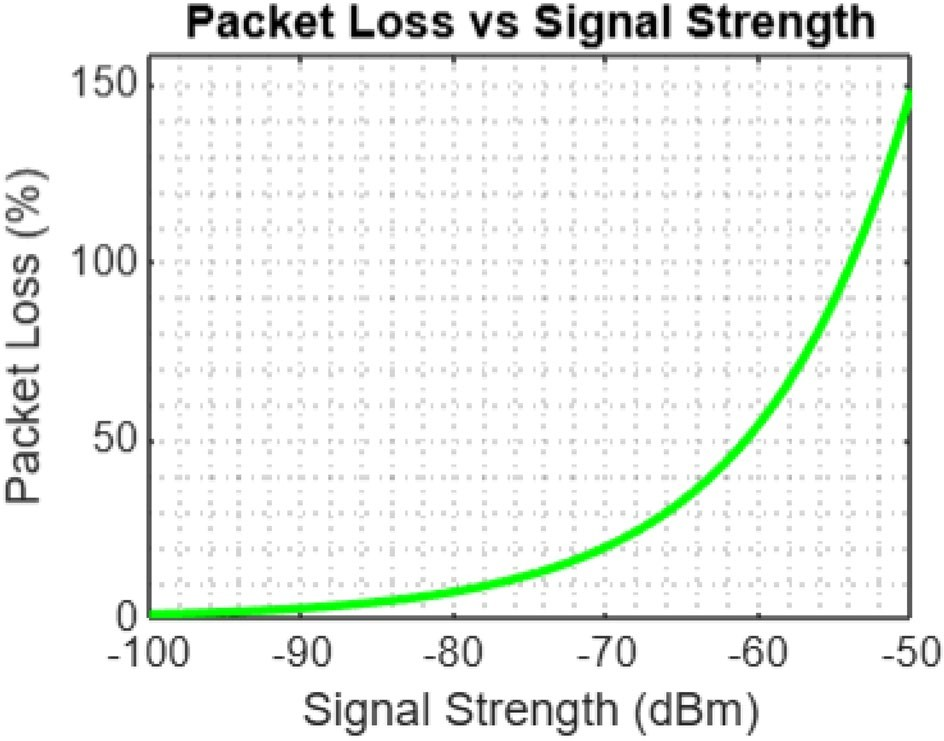 Packet Loss vs Signal Strength
150
100
50
0
Packet Loss (%)
-100 -90 -80 -70 -60 -50
Signal Strength (dBm)